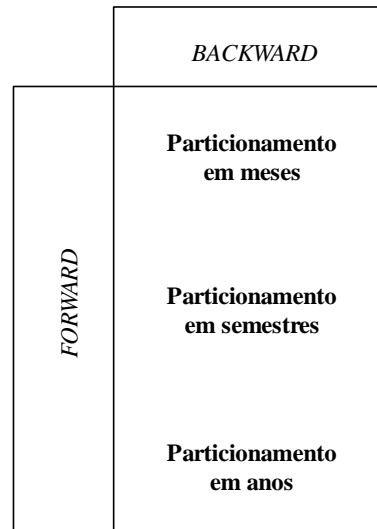 BACKWARD
FORWARD
Particionamento
em meses
Particionamento
em semestres
Particionamento
em anos